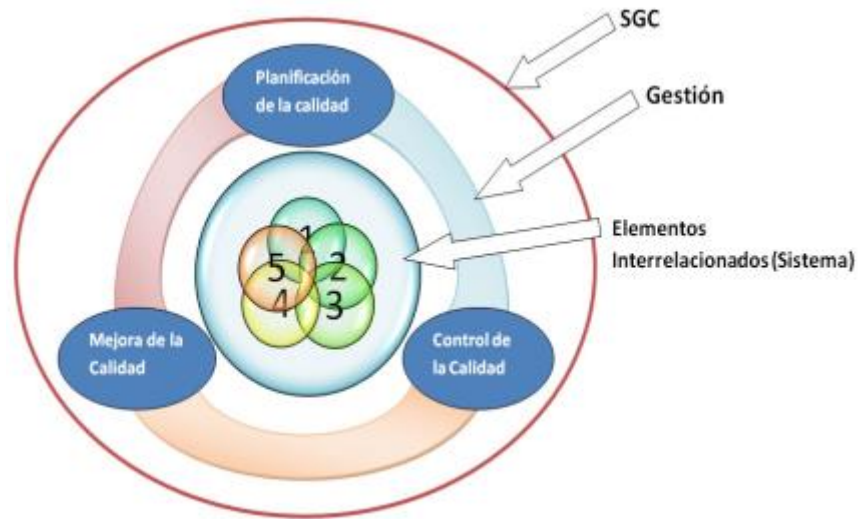 SGC
Planificación
de la calidad
Gestión
1
5
2
4
3
Elementos
Interrelacionados (Sistema)
Mejora de la
Calidad
Control de
la Calidad